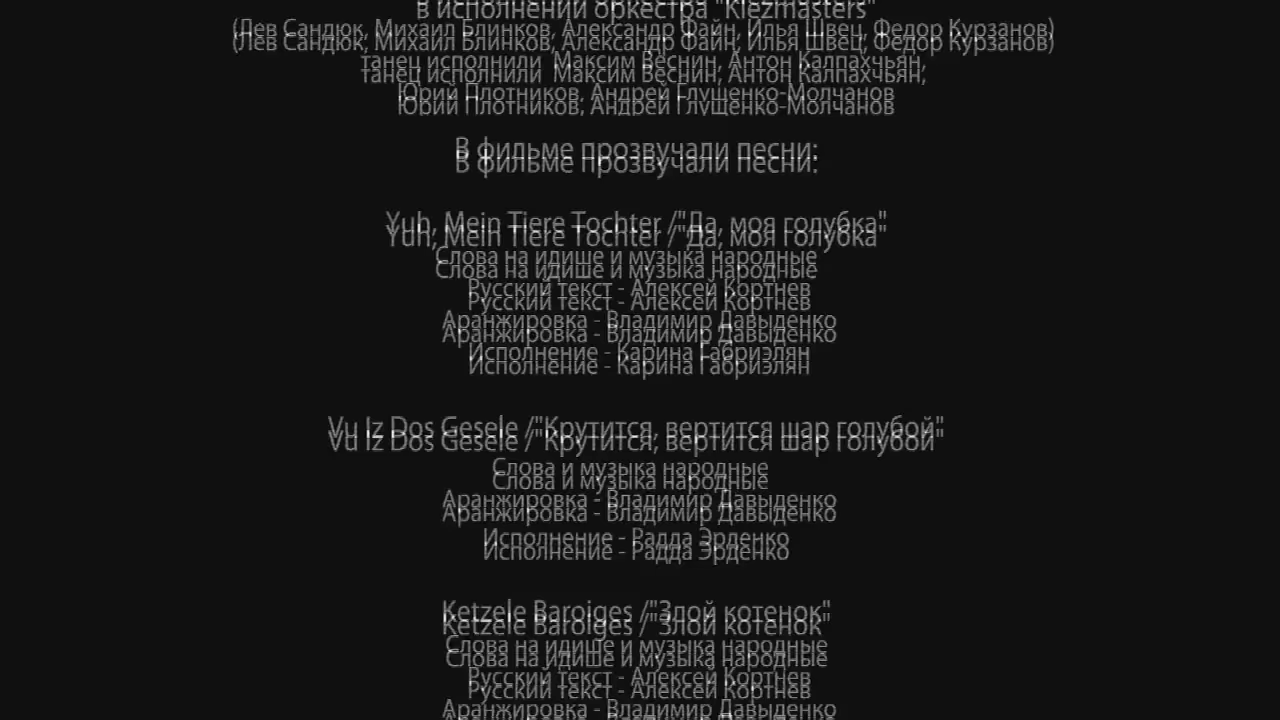 в исполнении оркестра "Klezmasters"
(Лев Сандюк, Михаил Блинков, Александр Файн, Илья Швец, Федор Курзанов)
танец исполнили Максим Веснин, Антон Калпахчьян,
Юрий Плотников, Андрей Глущенко-Молчанов
В фильме прозвучали песни:
Yuh, Mein Tiere Tochter /"Да, моя голубка"
Слова на идише и музыка народные
Русский текст - Алексей Кортнев
Аранжировка - Владимир Давыденко
Исполнение - Карина Габриэлян
Vu Iz Dos Gesele /"Крутится, вертится шар голубой"
Слова и музыка народные
Аранжировка - Владимир Давыденко
Исполнение - Радда Эрденко
Ketzele Baroiges /"Злой котенок"
Слова на идише и музыка народные
Русский текст - Алексей Кортнев
Аранжировка - Владимир Давыденко